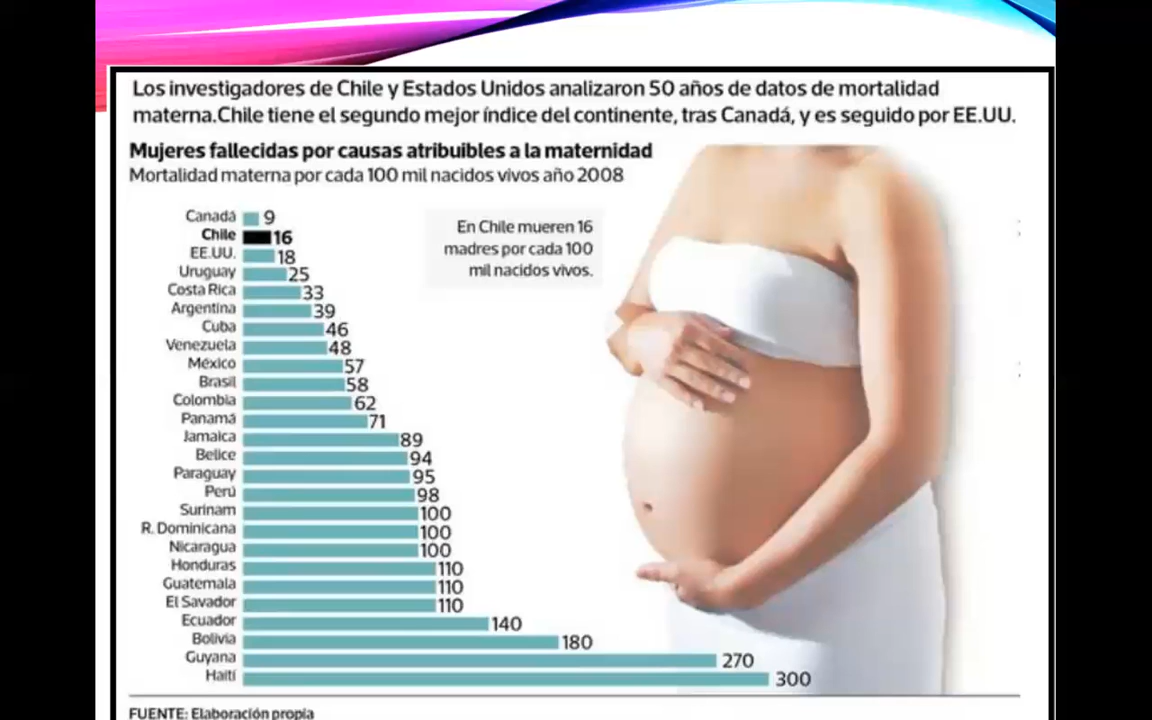 Los investigadores de Chile y Estados Unidos analizaron 50 años de datos de mortalidad
materna.Chile tiene el segundo mejor índice del continente, tras Canadá, y es seguido por EE.UU.
Mujeres fallecidas por causas atribuibles a la maternidad
Mortalidad materna por cada 100 mil nacidos vivos año 2008
En Chile mueren 16
madres por cada 100
mil nacidos vivos.
Canadá 9
Chile 16
EE.UU. 18
Uruguay 25
Costa Rica 33
Argentina 39
Cuba 46
Venezuela 48
México 57
Brasil 58
Colombia 62
Panamá 71
Jamaica 89
Belice 94
Paraguay 95
Perú 98
Surinam 100
R. Dominicana 100
Nicaragua 100
Honduras 110
Guatemala 110
El Savador 110
Ecuador 140
Bolivia 180
Guyana 270
Haití 300
FUENTE: Elaboración propia